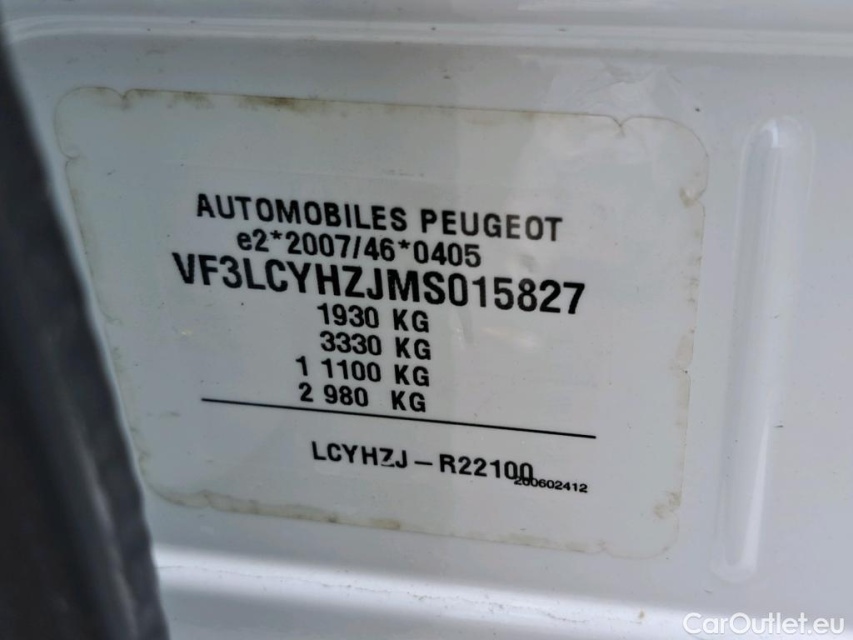 AUTOMOBILES PEUGEOT
e2*2007/46*0405
VF3LCYHZJMS015827
1930 KG
3330 KG
1 1100 KG
2 980 KG
LCYHZJ-R22100
200602412
CarOutlet.eu